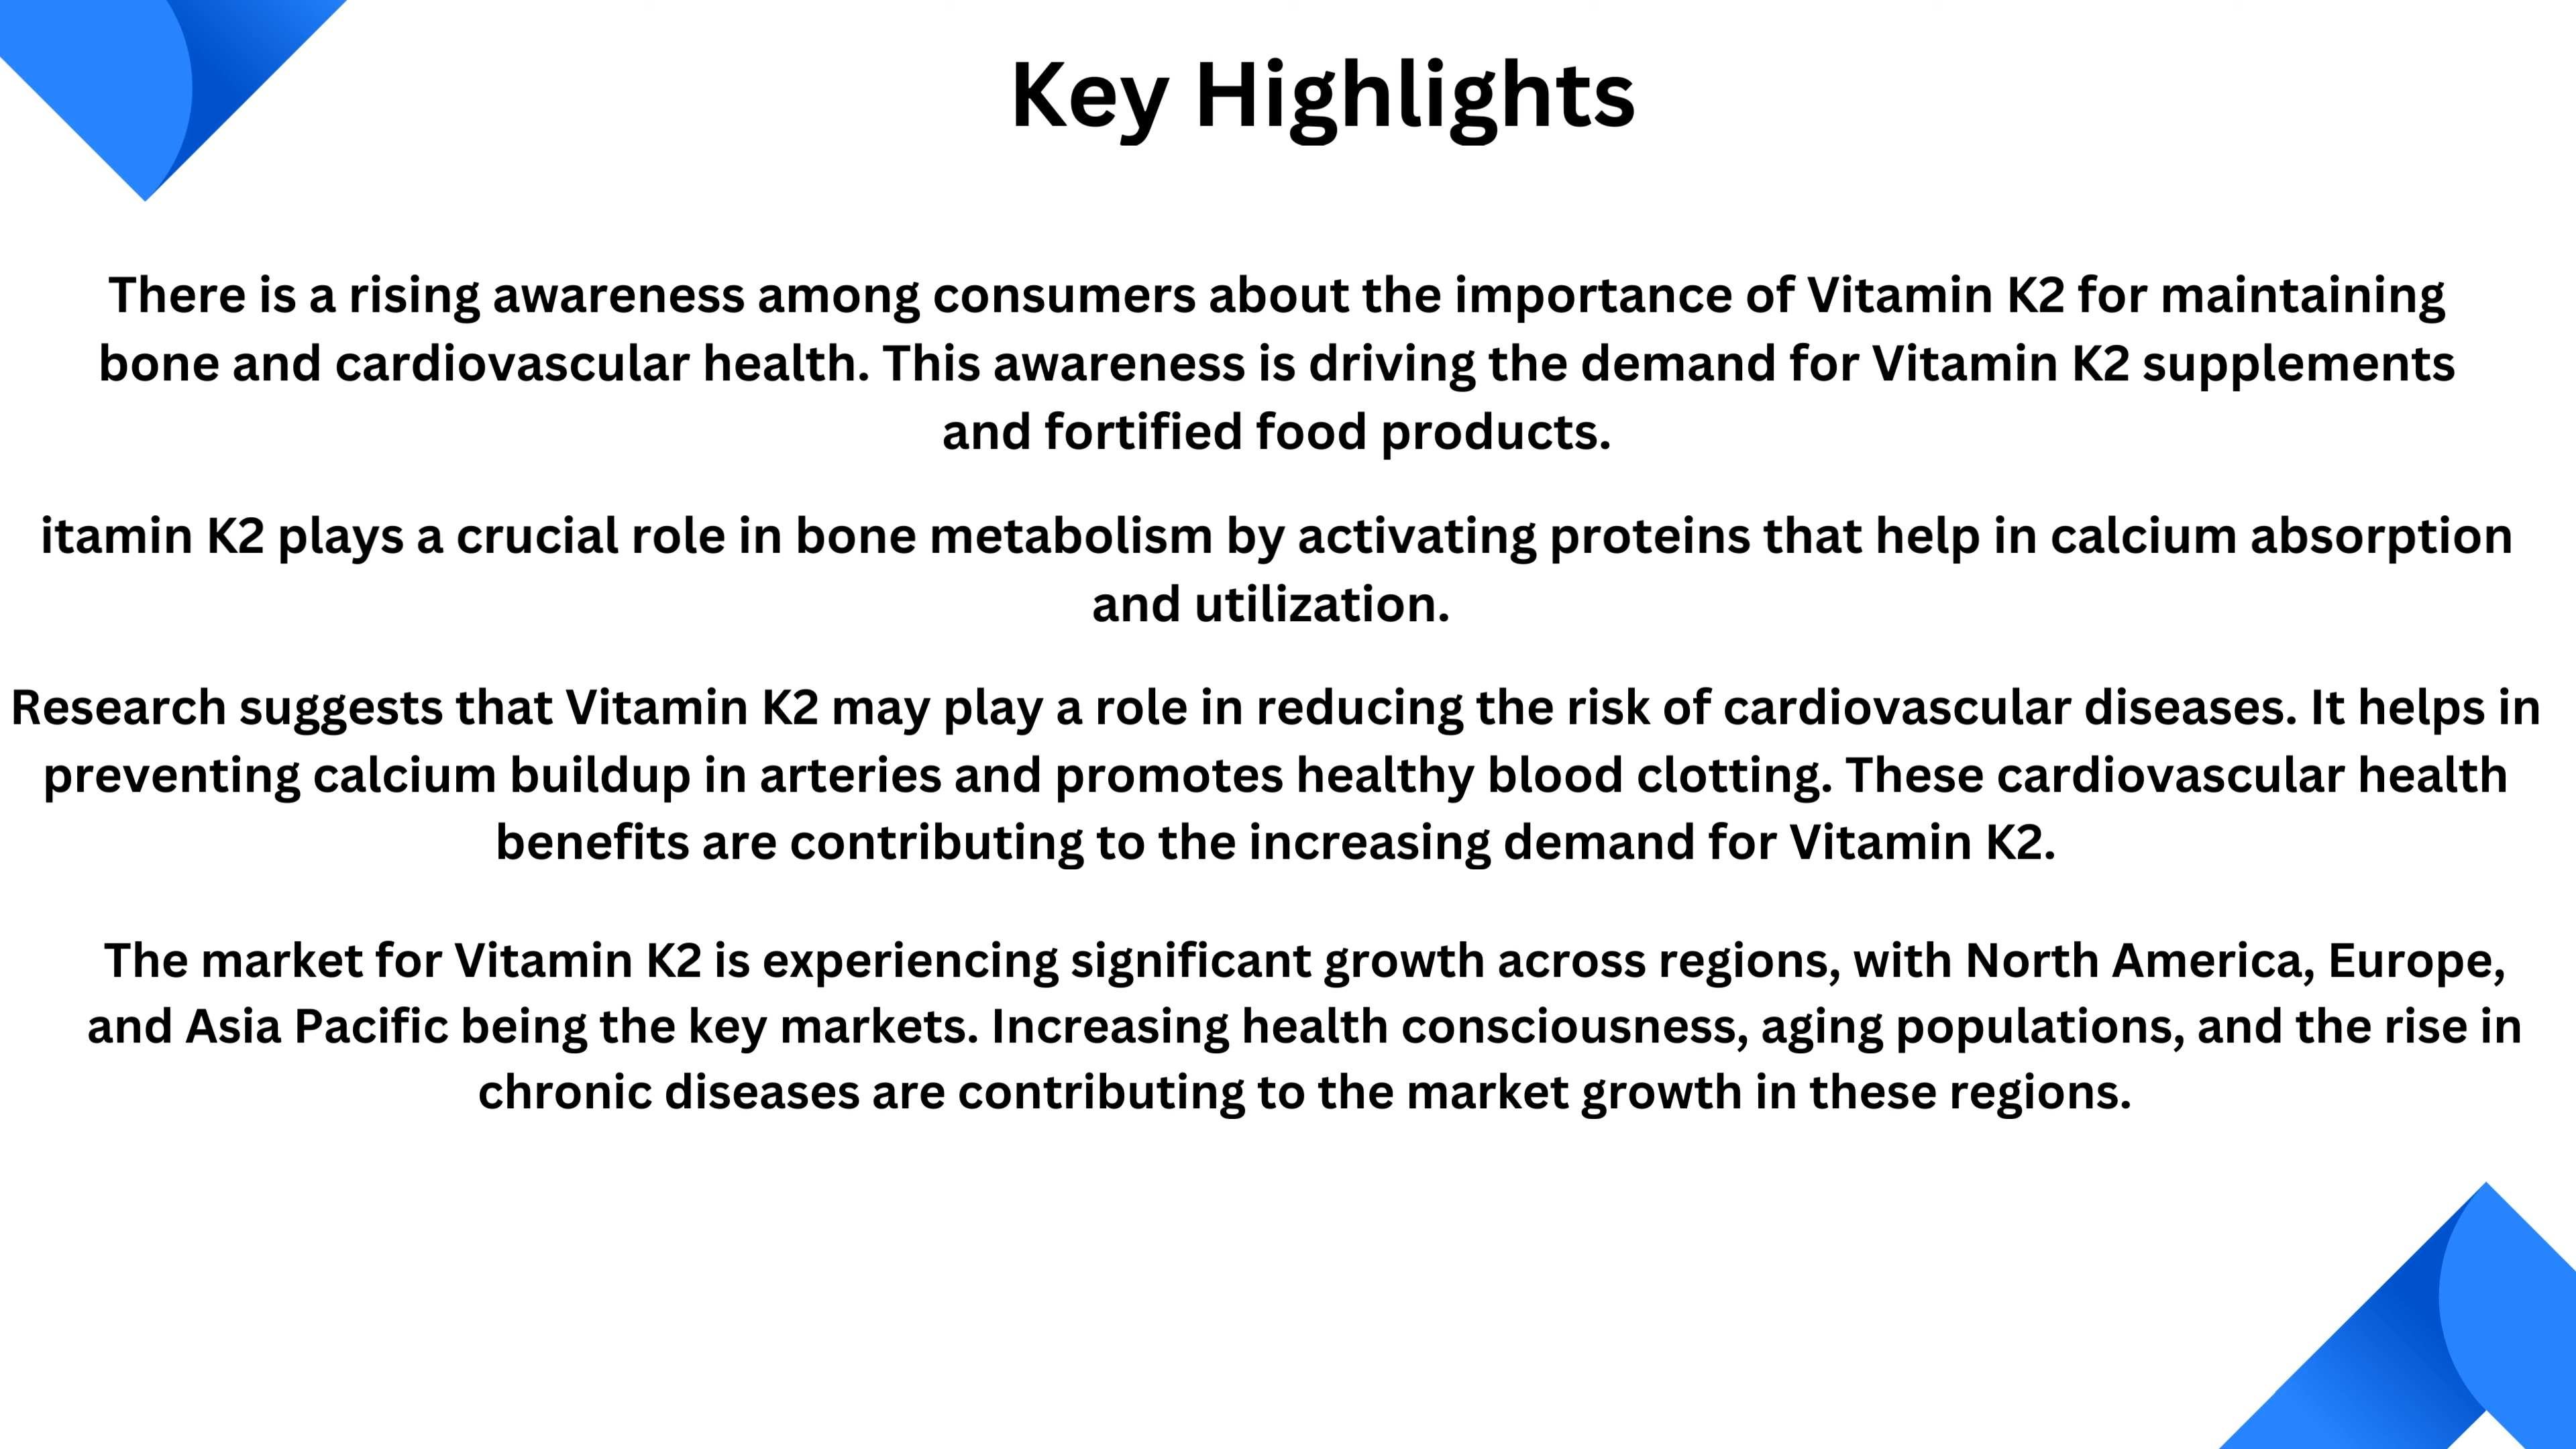 Key Highlights
There is a rising awareness among consumers about the importance of Vitamin K2 for maintaining
bone and cardiovascular health. This awareness is driving the demand for Vitamin K2 supplements
and fortified food products.
itamin K2 plays a crucial role in bone metabolism by activating proteins that help in calcium absorption
and utilization.
Research suggests that Vitamin K2 may play a role in reducing the risk of cardiovascular diseases. It helps in
preventing calcium buildup in arteries and promotes healthy blood clotting. These cardiovascular health
benefits are contributing to the increasing demand for Vitamin K2.
The market for Vitamin K2 is experiencing significant growth across regions, with North America, Europe,
and Asia Pacific being the key markets. Increasing health consciousness, aging populations, and the rise in
chronic diseases are contributing to the market growth in these regions.